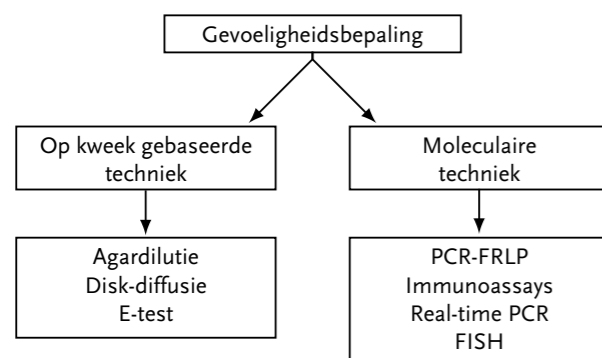 Gevoeligheidsbepaling
Op kweek gebaseerde
techniek
Moleculaire
techniek
Agardilutie
Disk-diffusie
E-test
PCR-FRLP
Immunoassays
Real-time PCR
FISH